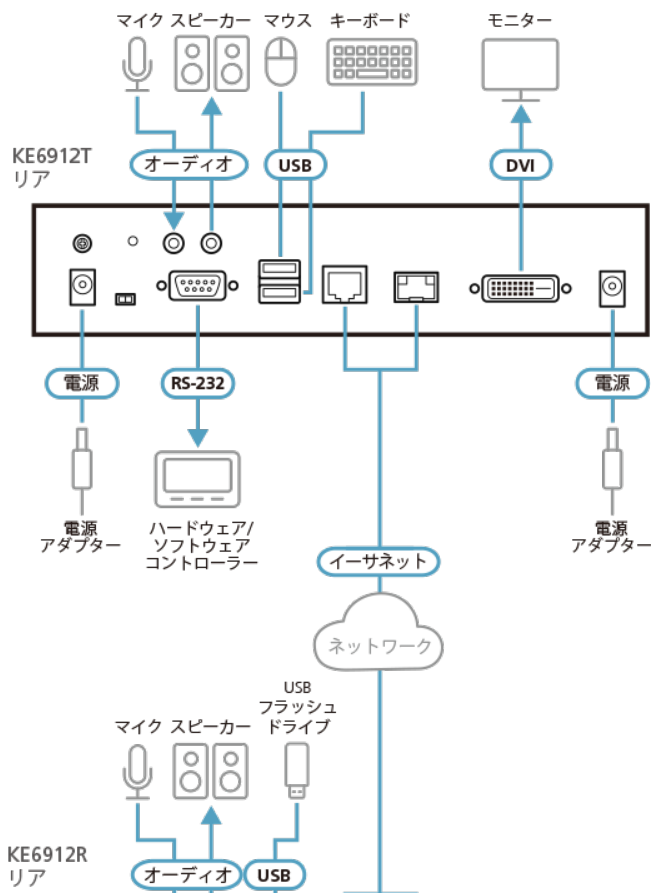 マイク スピーカー マウス キーボード モニター
KE6912T
リア
オーディオ
USB
DVI
電源
RS-232
電源
電源
アダプター
ハードウェア/
ソフトウェア
コントローラー
電源
アダプター
イーサネット
ネットワーク
USB
フラッシュ
ドライブ
マイク スピーカー
KE6912R
リア
オーディオ
USB